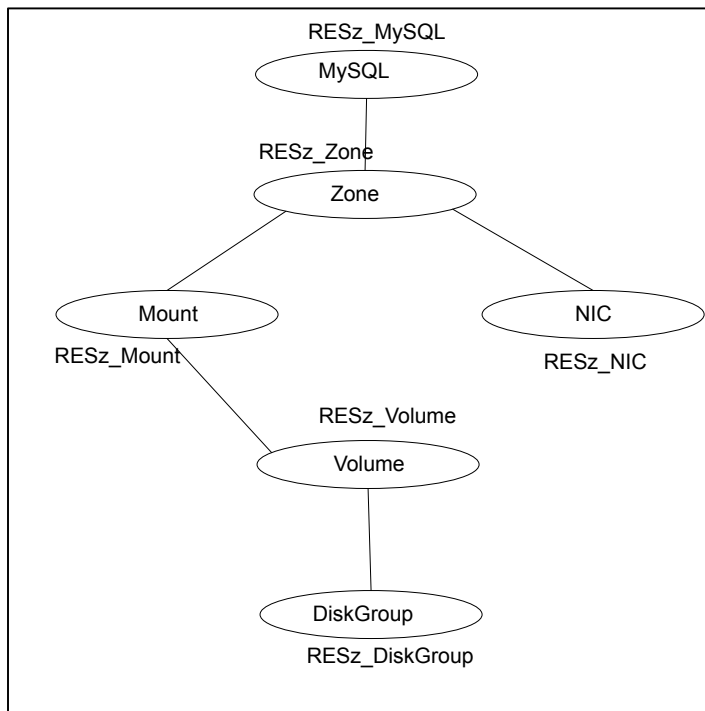 RESz_MySQL
MySQL
RESz_Zone
Zone
Mount
NIC
RESz_Mount
RESz_NIC
RESz_Volume
Volume
DiskGroup
RESz_DiskGroup